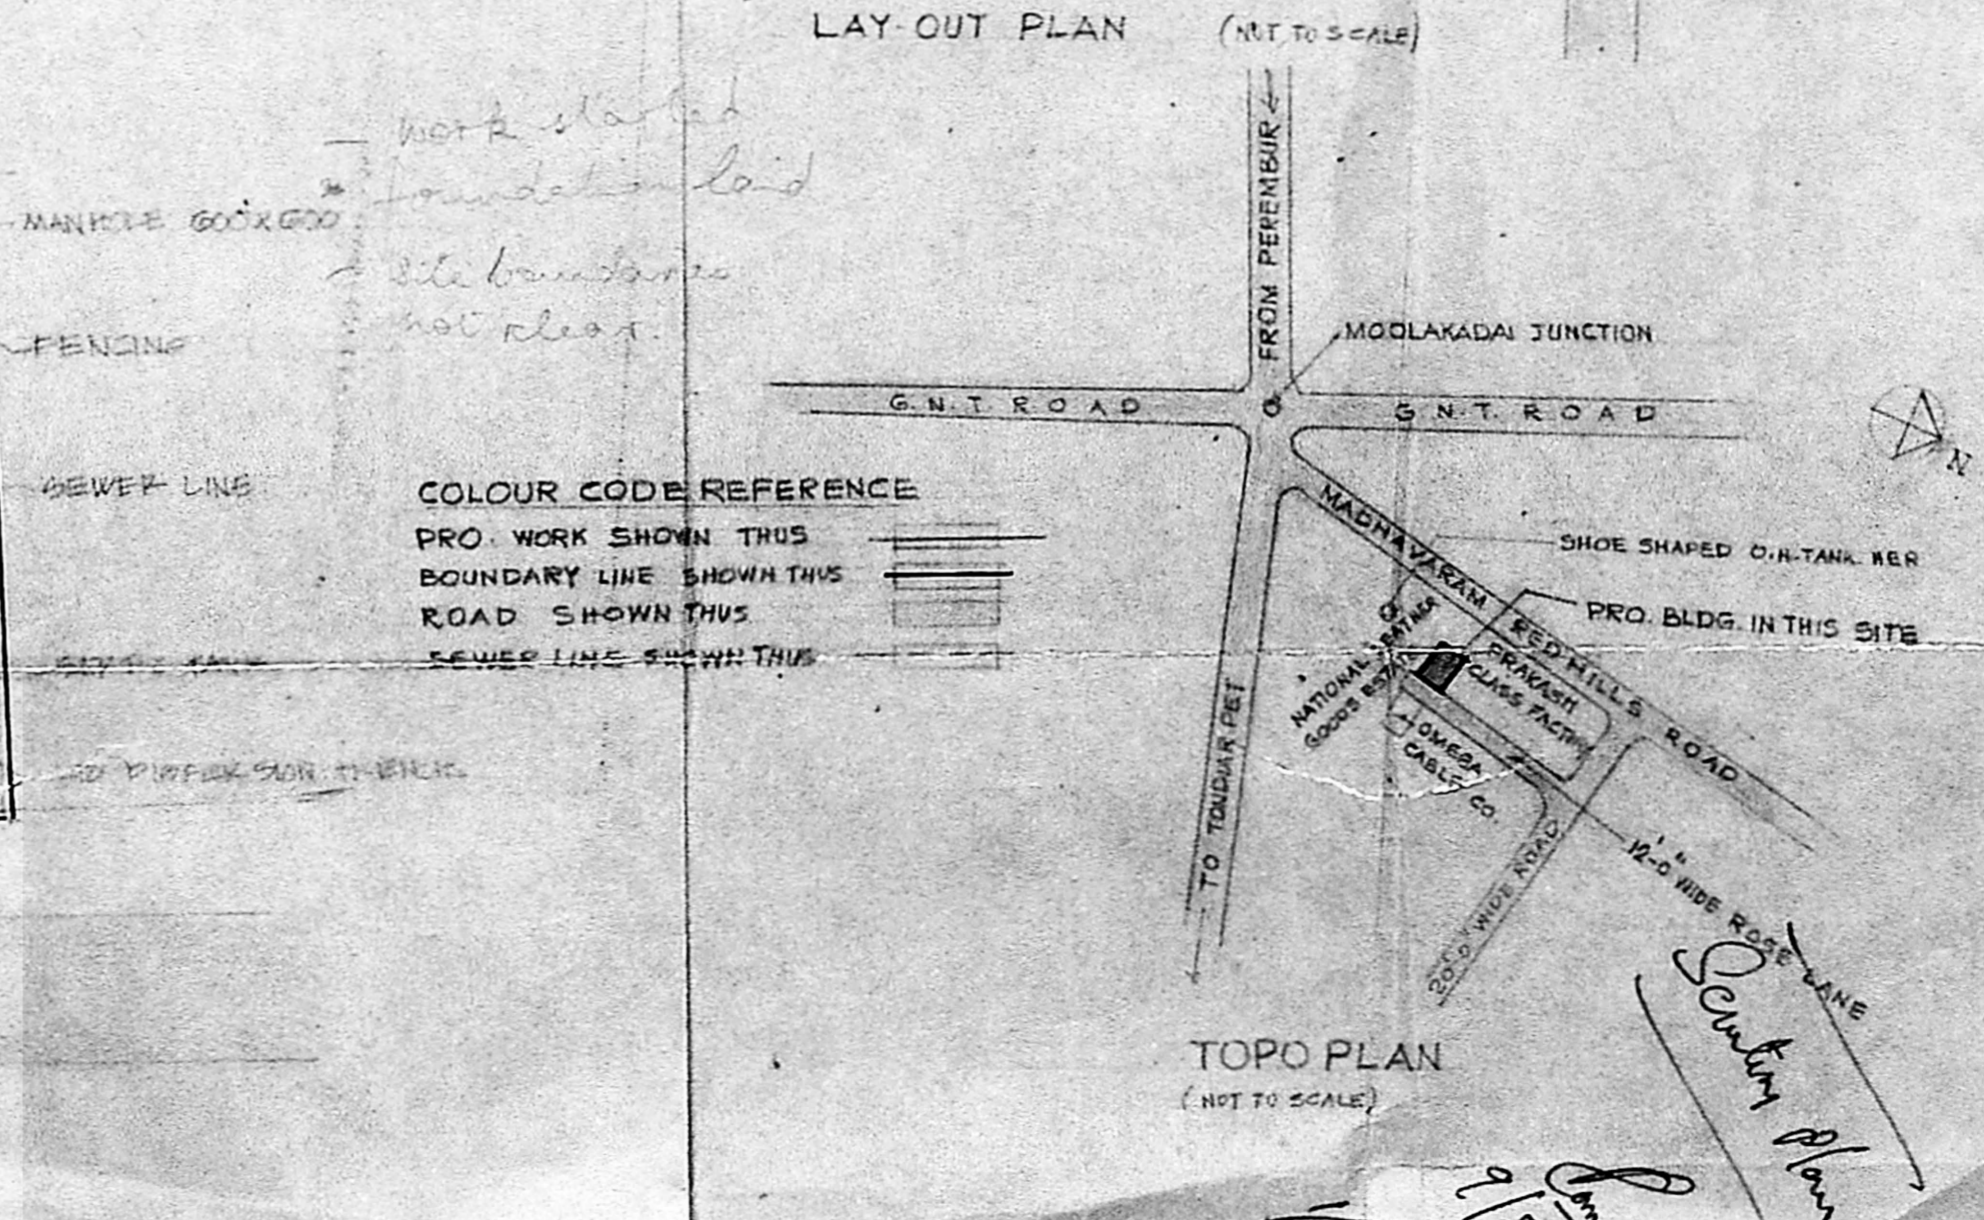 LAY-OUT PLAN (NOT TO SCALE)
- work started
- foundation laid
MANHOLE 600X600
- site boundaries
not clear.
FENCING
SEWER LINE
COLOUR CODE REFERENCE
PRO. WORK SHOWN THUS
BOUNDARY LINE SHOWN THUS
ROAD SHOWN THUS
SEWER LINE SHOWN THUS
FROM PEREMBUR
MOOLAKADAI JUNCTION
G.N.T. ROAD
G.N.T. ROAD
N
MADHAVARAM RED HILLS ROAD
SHOE SHAPED O.H. TANK HER
PRO. BLDG. IN THIS SITE
NATIONAL LEATHER
GOODS
PRAKASH
GLASS
OMEGA
CABLE CO.
TO TONDIARPET
20'-0" WIDE ROAD
12'-0" WIDE ROSE LANE
TOPO PLAN
(NOT TO SCALE)
Scrutiny Plan